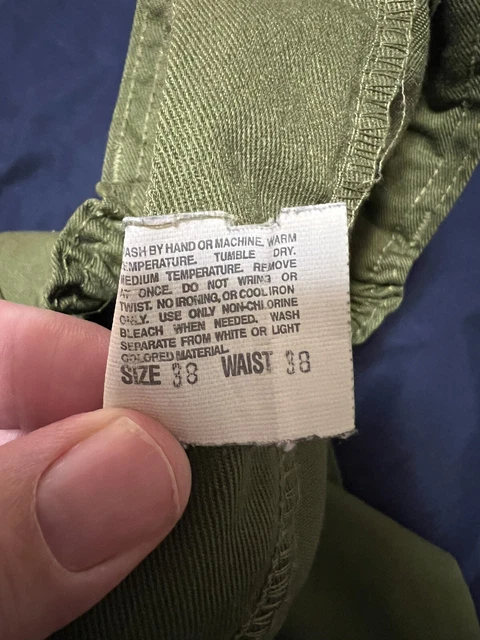 ASH BY HAND OR MACHINE, WARM
EMPERATURE. TUMBLE DRY.
MEDIUM TEMPERATURE. REMOVE
AT ONCE. DO NOT WRING OR
TWIST. NO IRONING, OR COOL IRON
ONLY. USE ONLY NON-CHLORINE
BLEACH WHEN NEEDED. WASH
SEPARATE FROM WHITE OR LIGHT
COLORED MATERIAL.
SIZE 38 WAIST 38